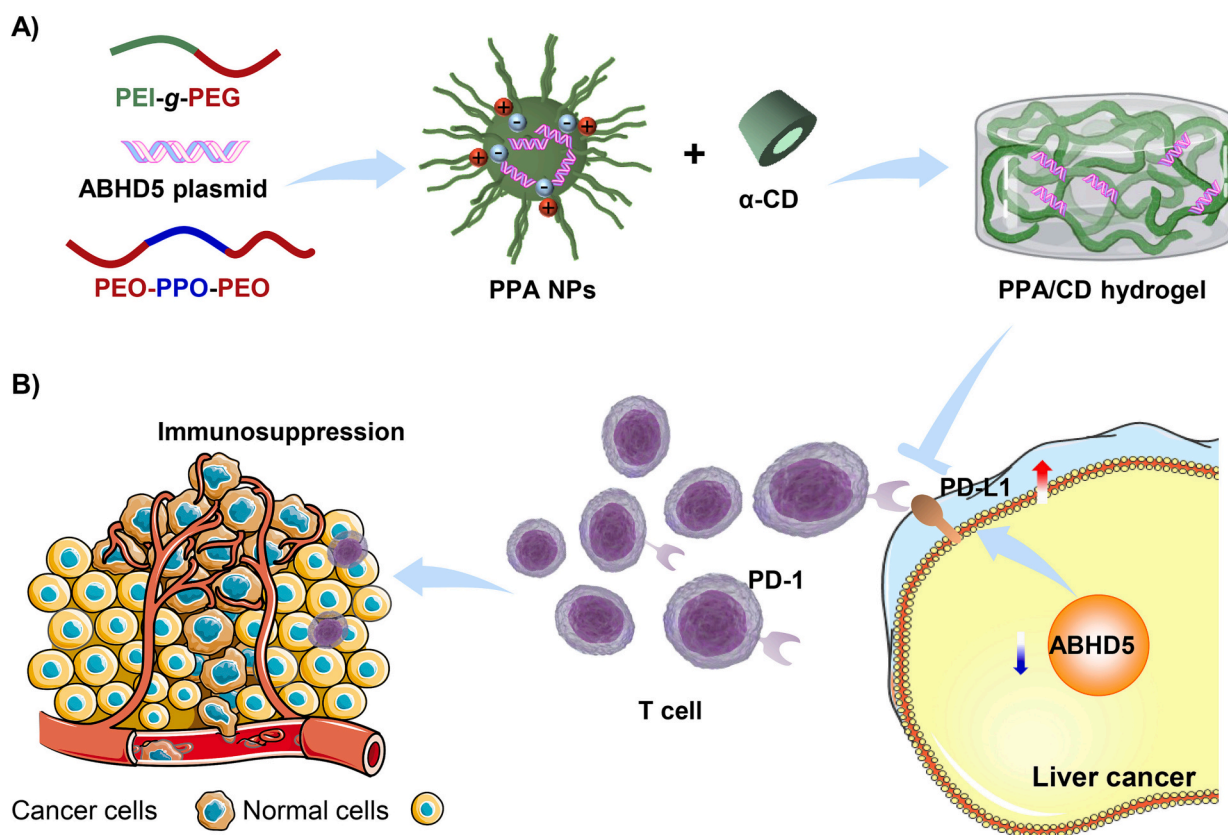 A)
PEI-g-PEG
ABHD5 plasmid
PEO-PPO-PEO
PPA NPs
+
α-CD
PPA/CD hydrogel
B)
Immunosuppression
PD-L1
PD-1
ABHD5
T cell
Liver cancer
Cancer cells
Normal cells